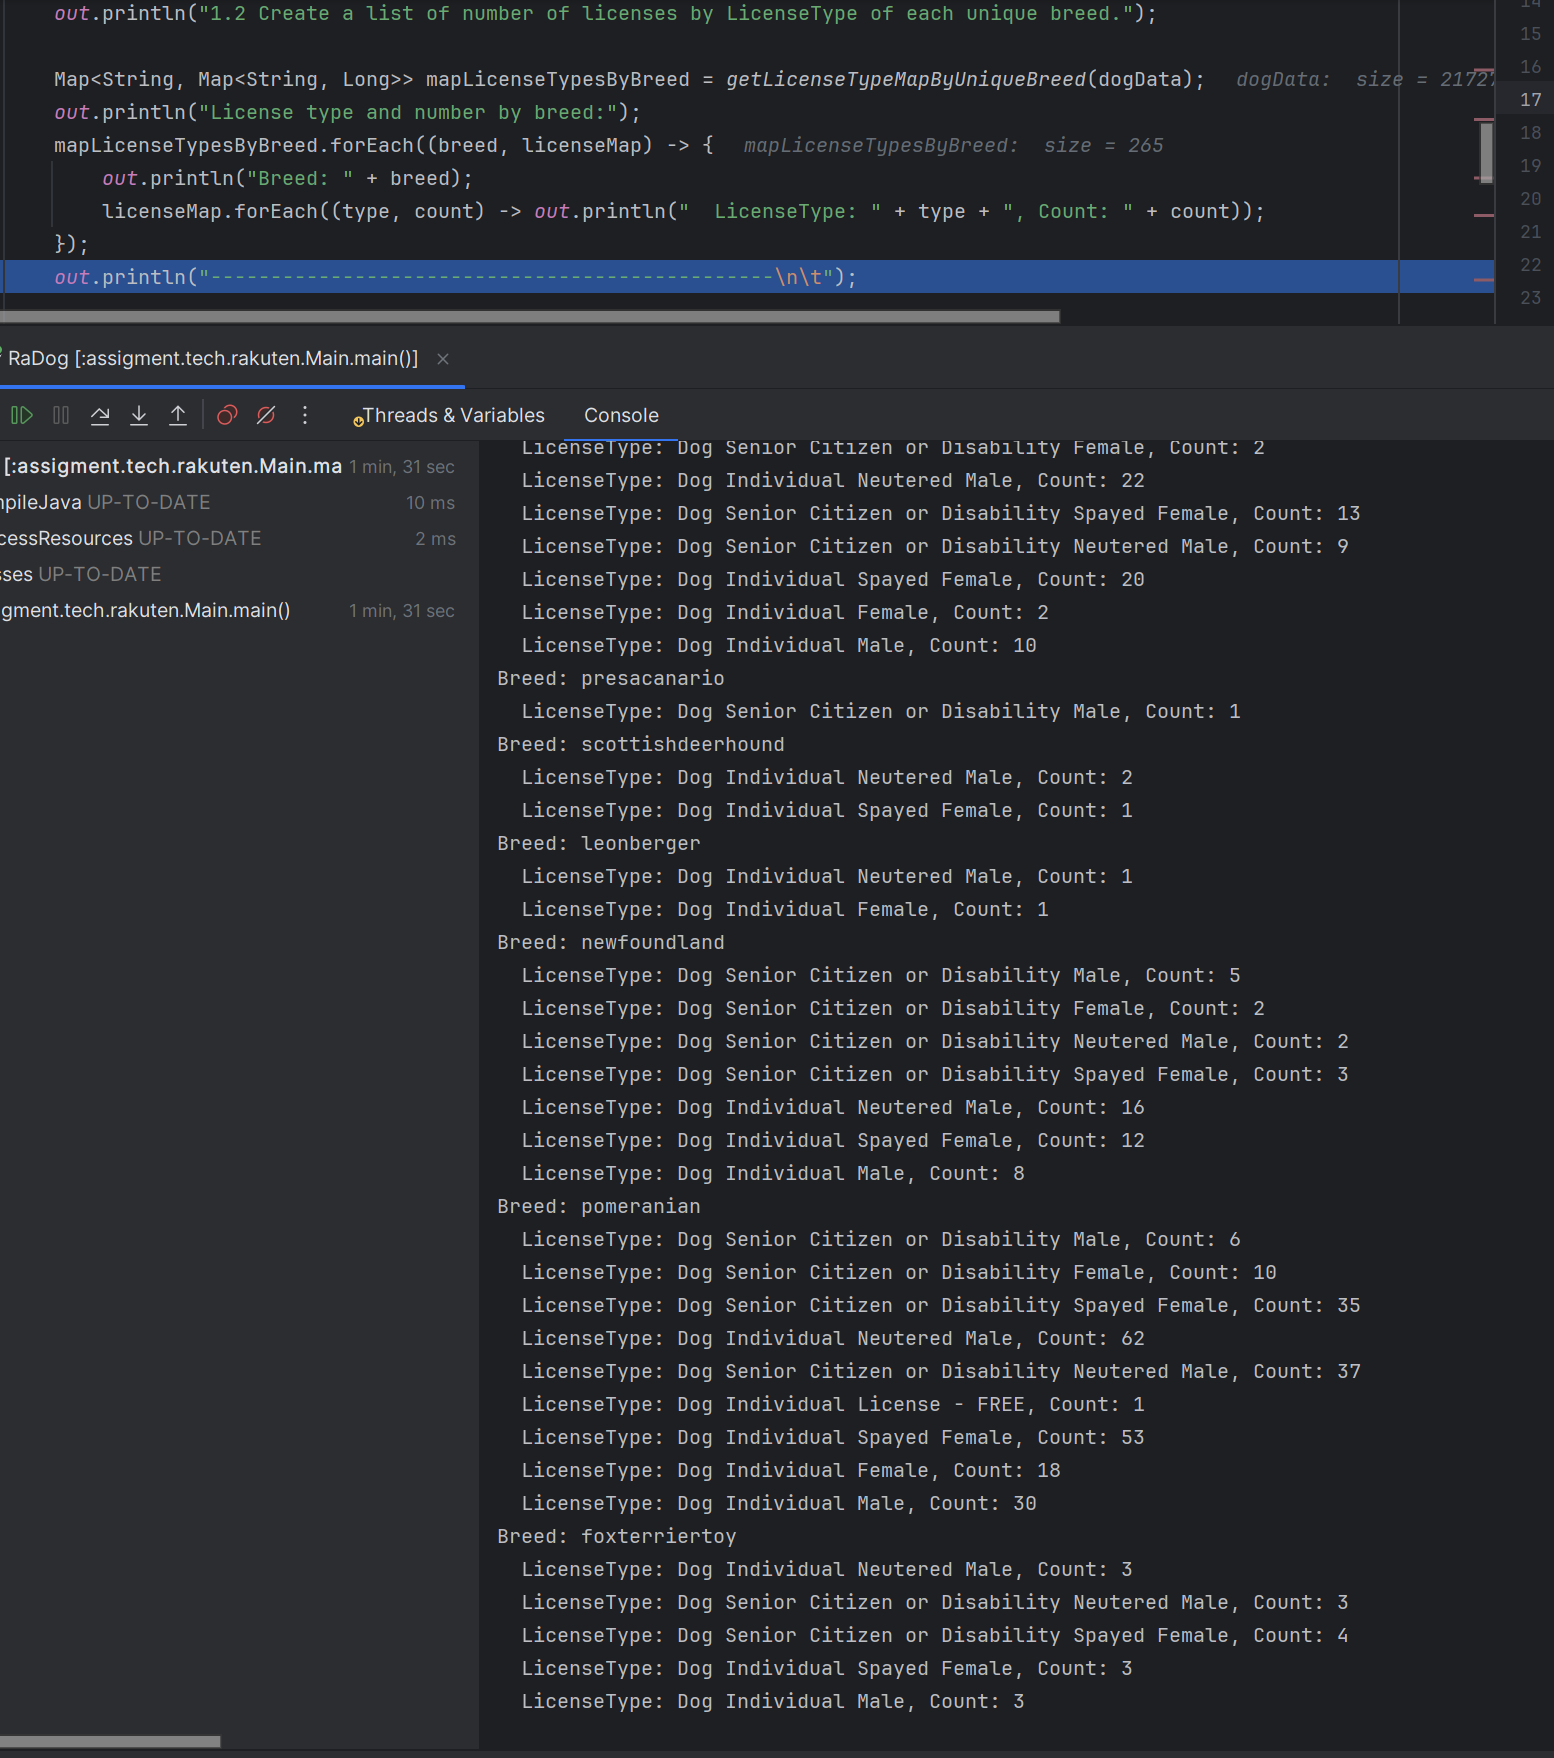 out.println("1.2 Create a list of number of licenses by LicenseType of each unique breed.");
15
Map<String, Map<String, Long>> mapLicenseTypesByBreed = getLicenseTypeMapByUniqueBreed(dogData);   dogData:  size = 21727
16
out.println("License type and number by breed:");
17
mapLicenseTypesByBreed.forEach((breed, licenseMap) -> {   mapLicenseTypesByBreed:  size = 265
18
out.println("Breed: " + breed);
19
licenseMap.forEach((type, count) -> out.println("  LicenseType: " + type + ", Count: " + count));
20
});
21
out.println("-----------------------------------------------\n\t");
22
23
RaDog [:assigment.tech.rakuten.Main.main()]
Threads & Variables
Console
[:assigment.tech.rakuten.Main.ma 1 min, 31 sec
mpileJava UP-TO-DATE 10 ms
cessResources UP-TO-DATE 2 ms
sses UP-TO-DATE
gment.tech.rakuten.Main.main() 1 min, 31 sec
LicenseType: Dog Senior Citizen or Disability Female, Count: 2
LicenseType: Dog Individual Neutered Male, Count: 22
LicenseType: Dog Senior Citizen or Disability Spayed Female, Count: 13
LicenseType: Dog Senior Citizen or Disability Neutered Male, Count: 9
LicenseType: Dog Individual Spayed Female, Count: 20
LicenseType: Dog Individual Female, Count: 2
LicenseType: Dog Individual Male, Count: 10
Breed: presacanario
LicenseType: Dog Senior Citizen or Disability Male, Count: 1
Breed: scottishdeerhound
LicenseType: Dog Individual Neutered Male, Count: 2
LicenseType: Dog Individual Spayed Female, Count: 1
Breed: leonberger
LicenseType: Dog Individual Neutered Male, Count: 1
LicenseType: Dog Individual Female, Count: 1
Breed: newfoundland
LicenseType: Dog Senior Citizen or Disability Male, Count: 5
LicenseType: Dog Senior Citizen or Disability Female, Count: 2
LicenseType: Dog Senior Citizen or Disability Neutered Male, Count: 2
LicenseType: Dog Senior Citizen or Disability Spayed Female, Count: 3
LicenseType: Dog Individual Neutered Male, Count: 16
LicenseType: Dog Individual Spayed Female, Count: 12
LicenseType: Dog Individual Male, Count: 8
Breed: pomeranian
LicenseType: Dog Senior Citizen or Disability Male, Count: 6
LicenseType: Dog Senior Citizen or Disability Female, Count: 10
LicenseType: Dog Senior Citizen or Disability Spayed Female, Count: 35
LicenseType: Dog Individual Neutered Male, Count: 62
LicenseType: Dog Senior Citizen or Disability Neutered Male, Count: 37
LicenseType: Dog Individual License - FREE, Count: 1
LicenseType: Dog Individual Spayed Female, Count: 53
LicenseType: Dog Individual Female, Count: 18
LicenseType: Dog Individual Male, Count: 30
Breed: foxterriertoy
LicenseType: Dog Individual Neutered Male, Count: 3
LicenseType: Dog Senior Citizen or Disability Neutered Male, Count: 3
LicenseType: Dog Senior Citizen or Disability Spayed Female, Count: 4
LicenseType: Dog Individual Spayed Female, Count: 3
LicenseType: Dog Individual Male, Count: 3